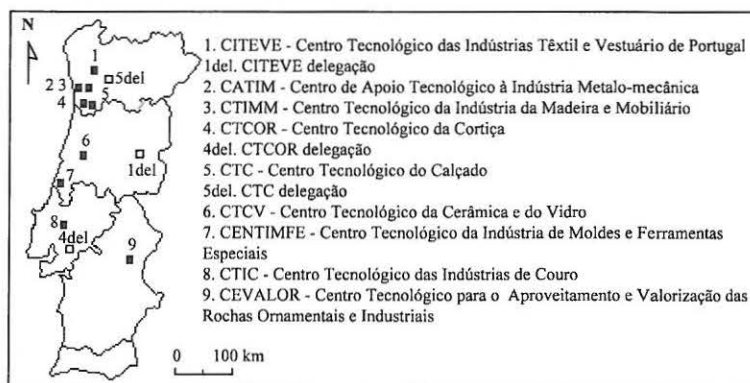 N
1
5del
2 3
5
4
6
1del
7
8
4del
9
0 100 km
1. CITEVE - Centro Tecnológico das Indústrias Têxtil e Vestuário de Portugal
1del. CITEVE delegação
2. CATIM - Centro de Apoio Tecnológico à Indústria Metalo-mecânica
3. CTIMM - Centro Tecnológico da Indústria da Madeira e Mobiliário
4. CTCOR - Centro Tecnológico da Cortiça
4del. CTCOR delegação
5. CTC - Centro Tecnológico do Calçado
5del. CTC delegação
6. CTCV - Centro Tecnológico da Cerâmica e do Vidro
7. CENTIMFE - Centro Tecnológico da Indústria de Moldes e Ferramentas
Especiais
8. CTIC - Centro Tecnológico das Indústrias de Couro
9. CEVALOR - Centro Tecnológico para o Aproveitamento e Valorização das
Rochas Ornamentais e Industriais